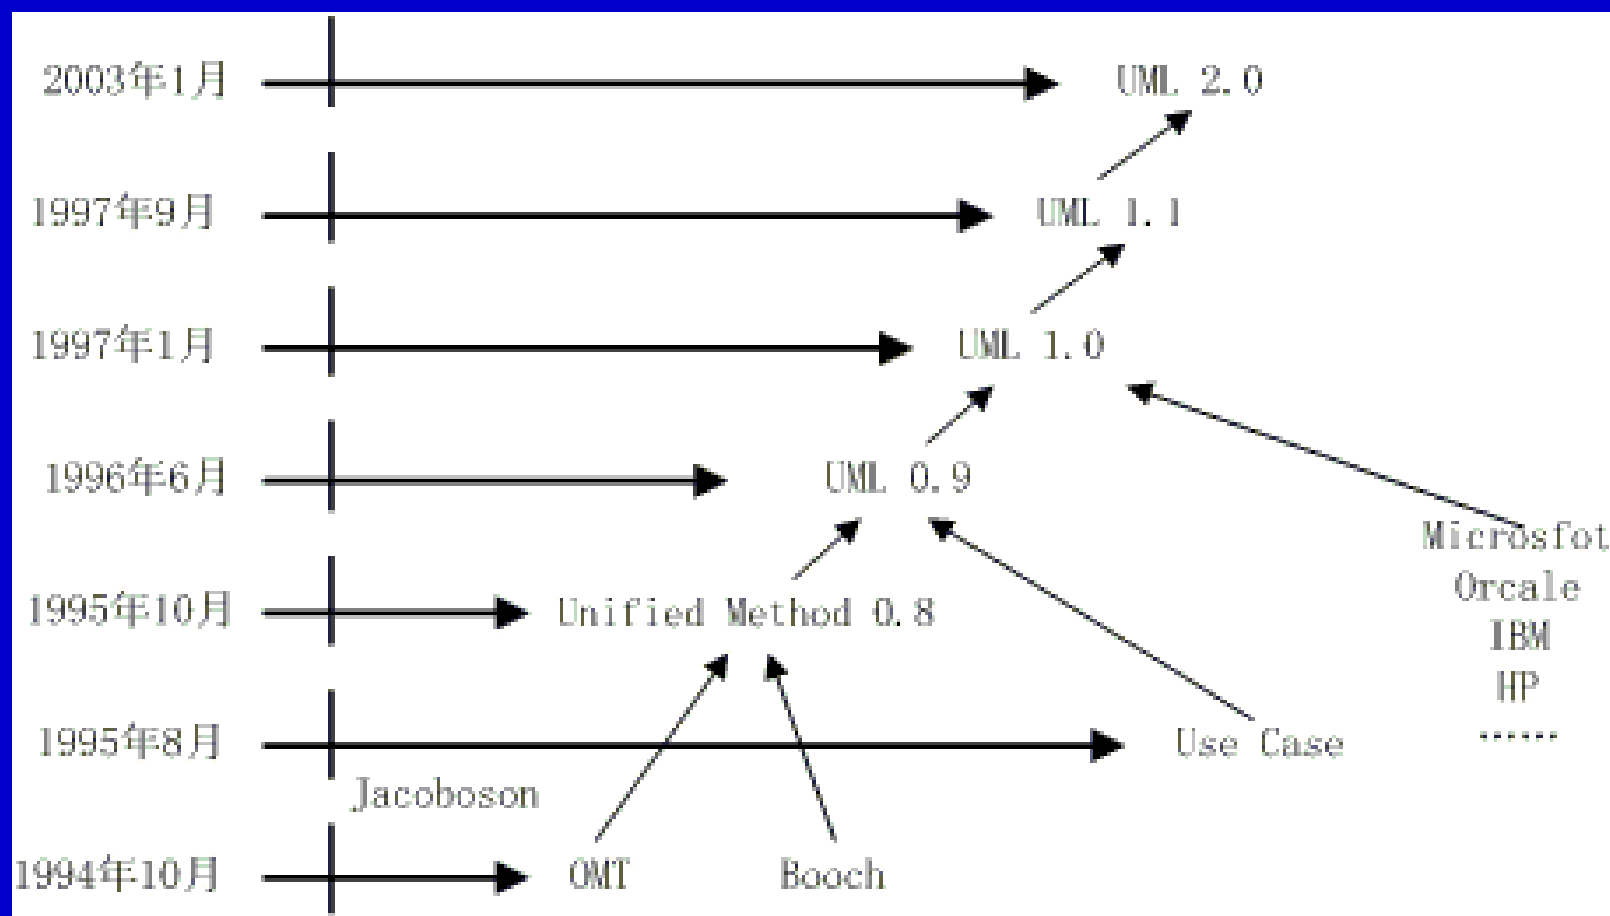 2003年1月
UML 2.0
1997年9月
UML 1.1
1997年1月
UML 1.0
1996年6月
UML 0.9
Microsfot
Orcale
IBM
HP
......
1995年10月
Unified Method 0.8
1995年8月
Use Case
Jacoboson
1994年10月
OMT
Booch